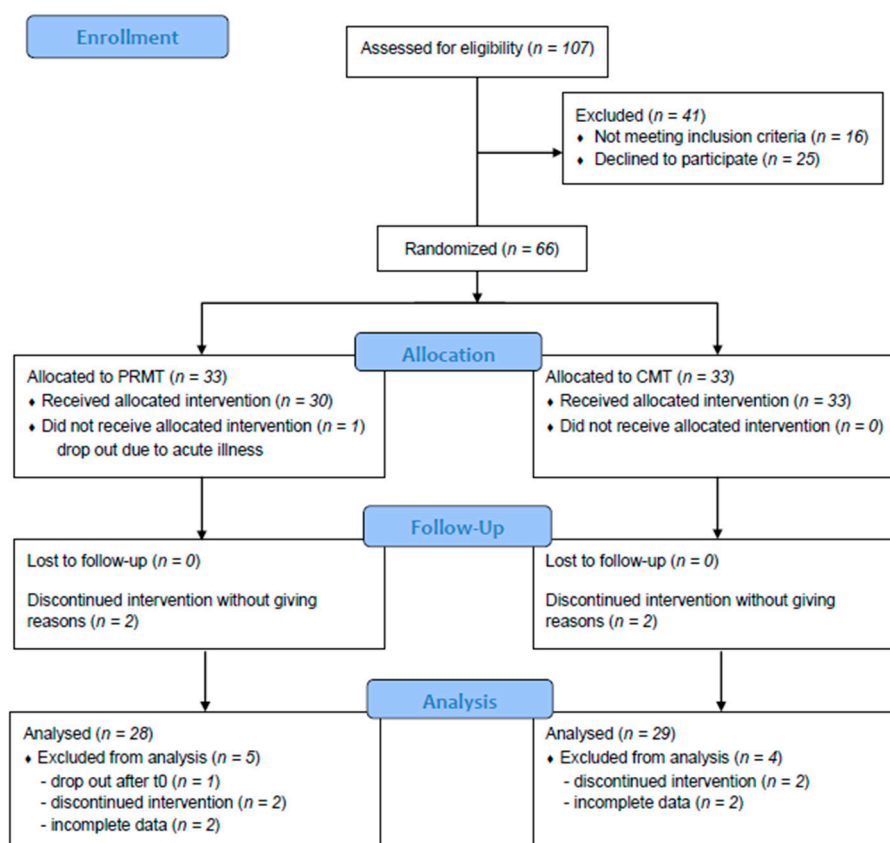 Enrollment
Assessed for eligibility (n = 107)
Excluded (n = 41)
♦ Not meeting inclusion criteria (n = 16)
♦ Declined to participate (n = 25)
Randomized (n = 66)
Allocation
Allocated to PRMT (n = 33)
♦ Received allocated intervention (n = 30)
♦ Did not receive allocated intervention (n = 1)
drop out due to acute illness
Allocated to CMT (n = 33)
♦ Received allocated intervention (n = 33)
♦ Did not receive allocated intervention (n = 0)
Follow-Up
Lost to follow-up (n = 0)
Discontinued intervention without giving
reasons (n = 2)
Lost to follow-up (n = 0)
Discontinued intervention without giving
reasons (n = 2)
Analysis
Analysed (n = 28)
♦ Excluded from analysis (n = 5)
- drop out after t0 (n = 1)
- discontinued intervention (n = 2)
- incomplete data (n = 2)
Analysed (n = 29)
♦ Excluded from analysis (n = 4)
- discontinued intervention (n = 2)
- incomplete data (n = 2)